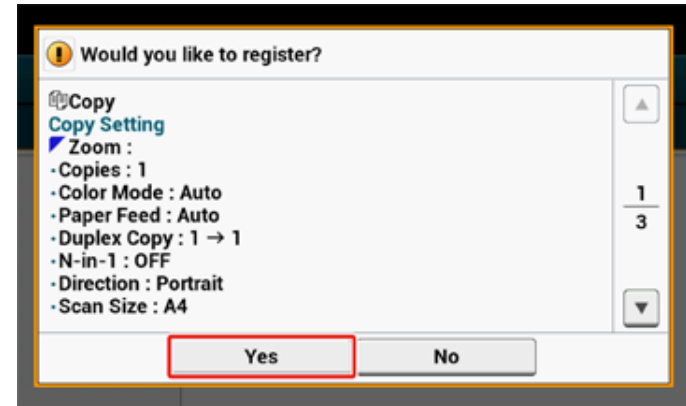 Would you like to register?
Copy
Copy Setting
Zoom :
·Copies : 1
·Color Mode : Auto
·Paper Feed : Auto
·Duplex Copy : 1 → 1
·N-in-1 : OFF
·Direction : Portrait
·Scan Size : A4
1
3
Yes
No